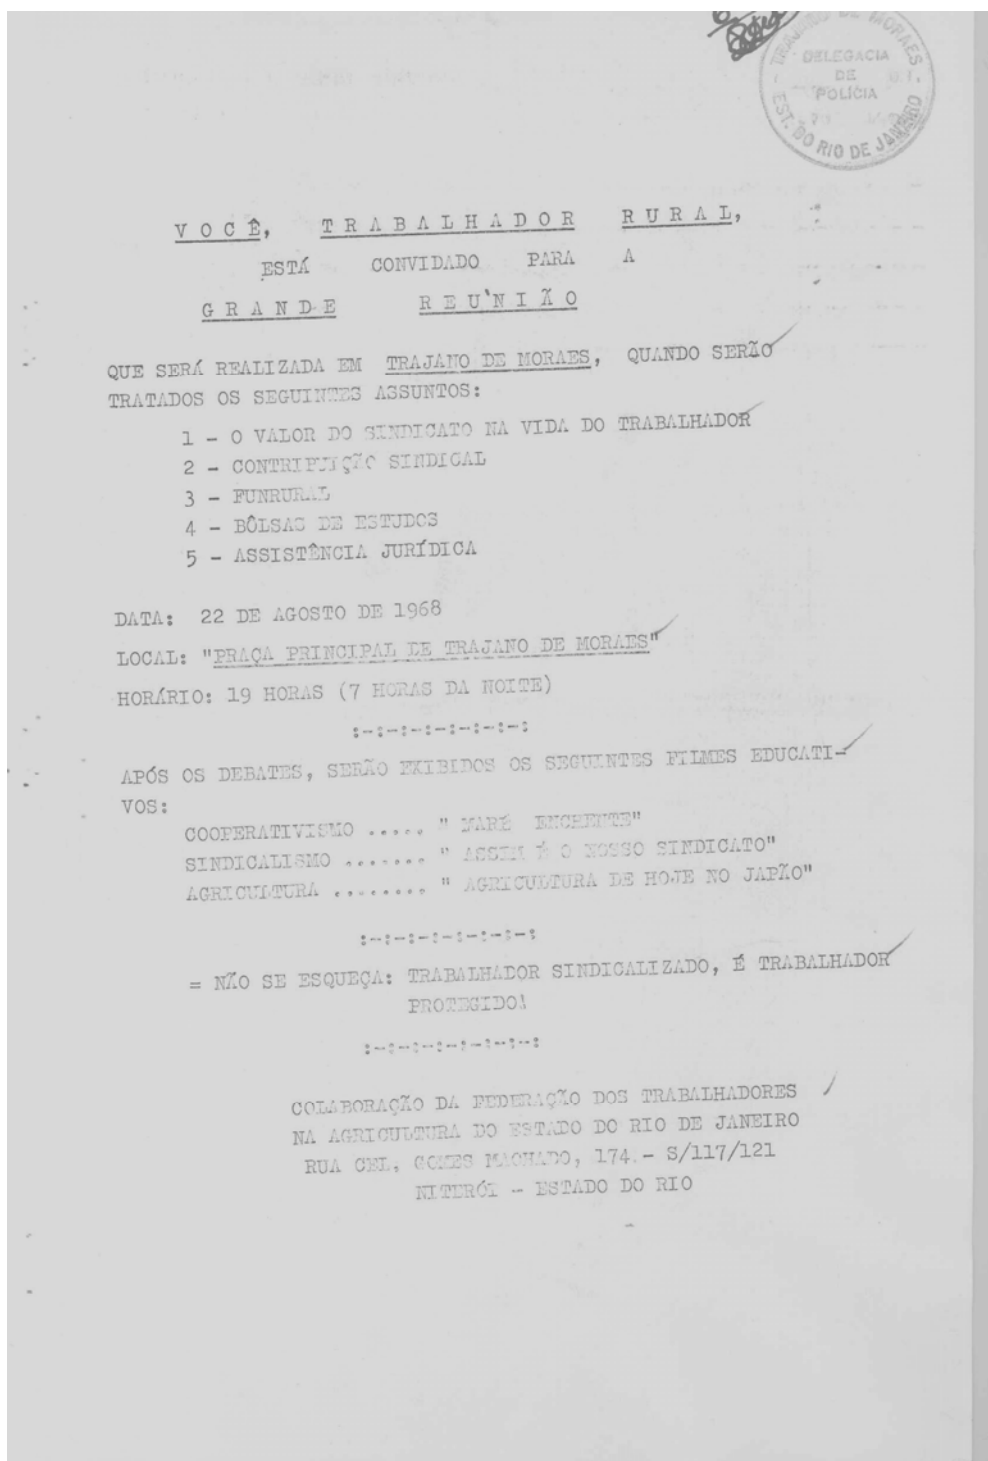 TRAJANO DE MORAES
DELEGACIA
DE
POLÍCIA
EST. DO RIO DE JANEIRO
VOCÊ, TRABALHADOR RURAL,
ESTÁ CONVIDADO PARA A
GRANDE REUNIÃO
QUE SERÁ REALIZADA EM TRAJANO DE MORAES, QUANDO SERÃO
TRATADOS OS SEGUINTES ASSUNTOS:
1 - O VALOR DO SINDICATO NA VIDA DO TRABALHADOR
2 - CONTRIBUIÇÃO SINDICAL
3 - FUNRURAL
4 - BÔLSAS DE ESTUDOS
5 - ASSISTÊNCIA JURÍDICA
DATA: 22 DE AGOSTO DE 1968
LOCAL: "PRAÇA PRINCIPAL DE TRAJANO DE MORAES"
HORÁRIO: 19 HORAS (7 HORAS DA NOITE)
:-:-:-:-:-:-:-:
APÓS OS DEBATES, SERÃO EXIBIDOS OS SEGUINTES FILMES EDUCATI-
VOS:
COOPERATIVISMO ..... " MARÉ ENCHENTE"
SINDICALISMO ....... " ASSIM É O NOSSO SINDICATO"
AGRICULTURA ........ " AGRICULTURA DE HOJE NO JAPÃO"
:-:-:-:-:-:-:-:
= NÃO SE ESQUEÇA: TRABALHADOR SINDICALIZADO, É TRABALHADOR
PROTEGIDO!
:-:-:-:-:-:-:-:
COLABORAÇÃO DA FEDERAÇÃO DOS TRABALHADORES
NA AGRICULTURA DO ESTADO DO RIO DE JANEIRO
RUA CEL, GOMES MACHADO, 174 - S/117/121
NITERÓI - ESTADO DO RIO